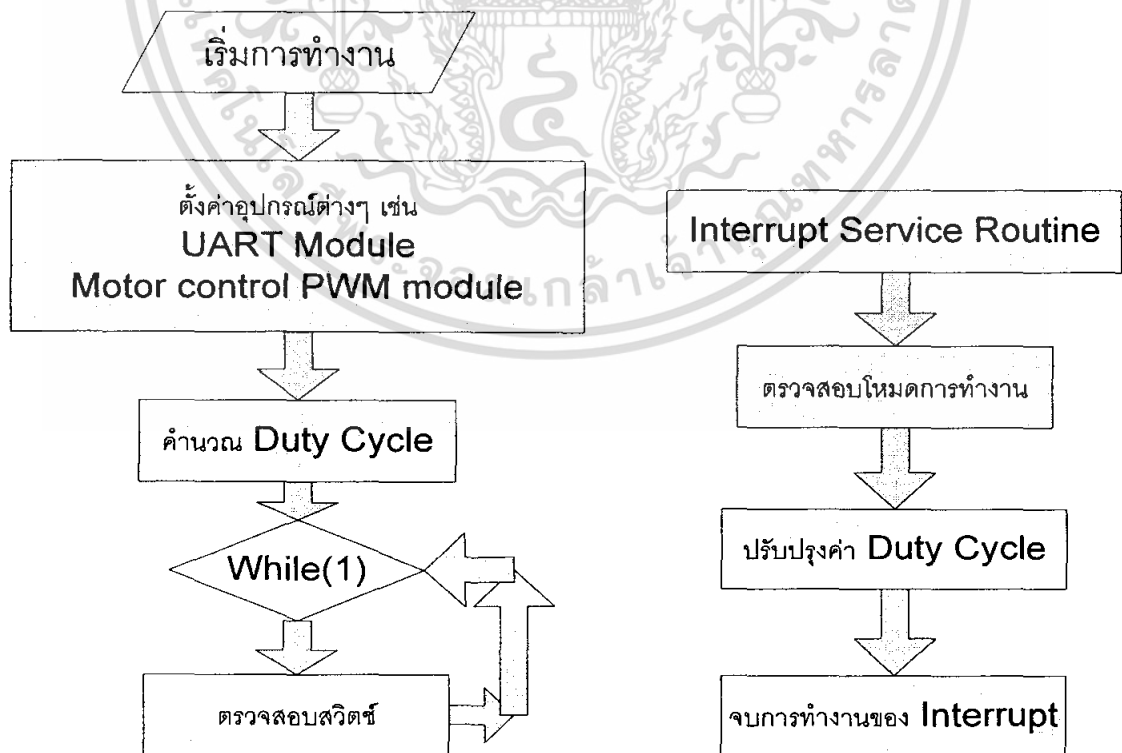 เริ่มการทำงาน
ตั้งค่าอุปกรณ์ต่างๆ เช่น
UART Module
Motor control PWM module
คำนวณ Duty Cycle
While(1)
ตรวจสอบสวิตซ์
Interrupt Service Routine
ตรวจสอบโหมดการทำงาน
ปรับปรุงค่า Duty Cycle
จบการทำงานของ Interrupt